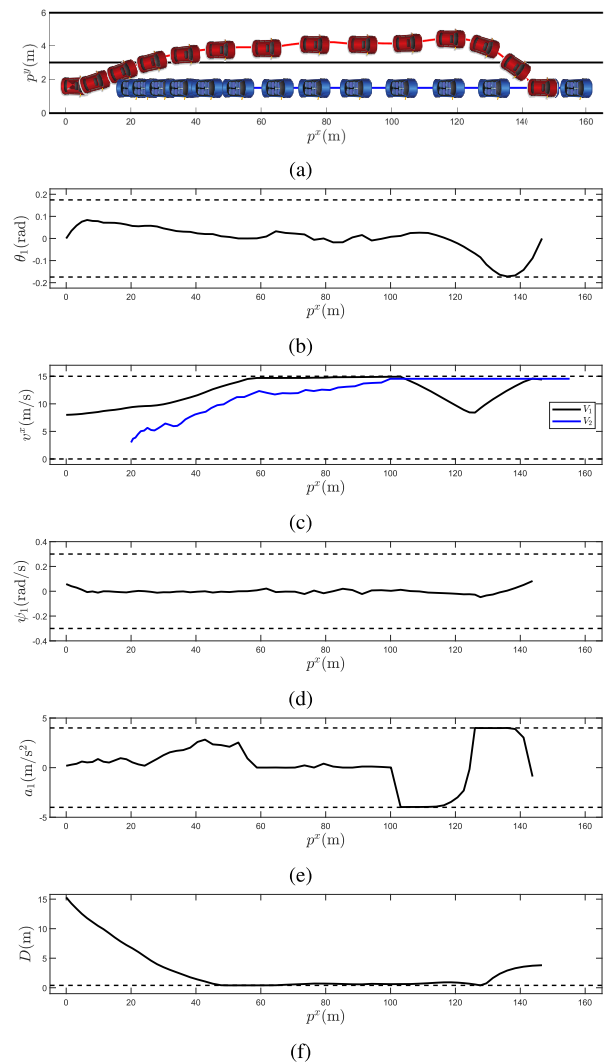 6
4
2
0
p^y(m)
0 20 40 60 80 100 120 140 160
p^x(m)
(a)
0.2
0.1
0
-0.1
-0.2
θ_1(rad)
0 20 40 60 80 100 120 140 160
p^x(m)
(b)
15
10
5
0
v^x(m/s)
V_1
V_2
0 20 40 60 80 100 120 140 160
p^x(m)
(c)
0.4
0.2
0
-0.2
-0.4
ψ_1(rad/s)
0 20 40 60 80 100 120 140 160
p^x(m)
(d)
5
0
-5
a_1(m/s^2)
0 20 40 60 80 100 120 140 160
p^x(m)
(e)
15
10
5
0
D(m)
0 20 40 60 80 100 120 140 160
p^x(m)
(f)